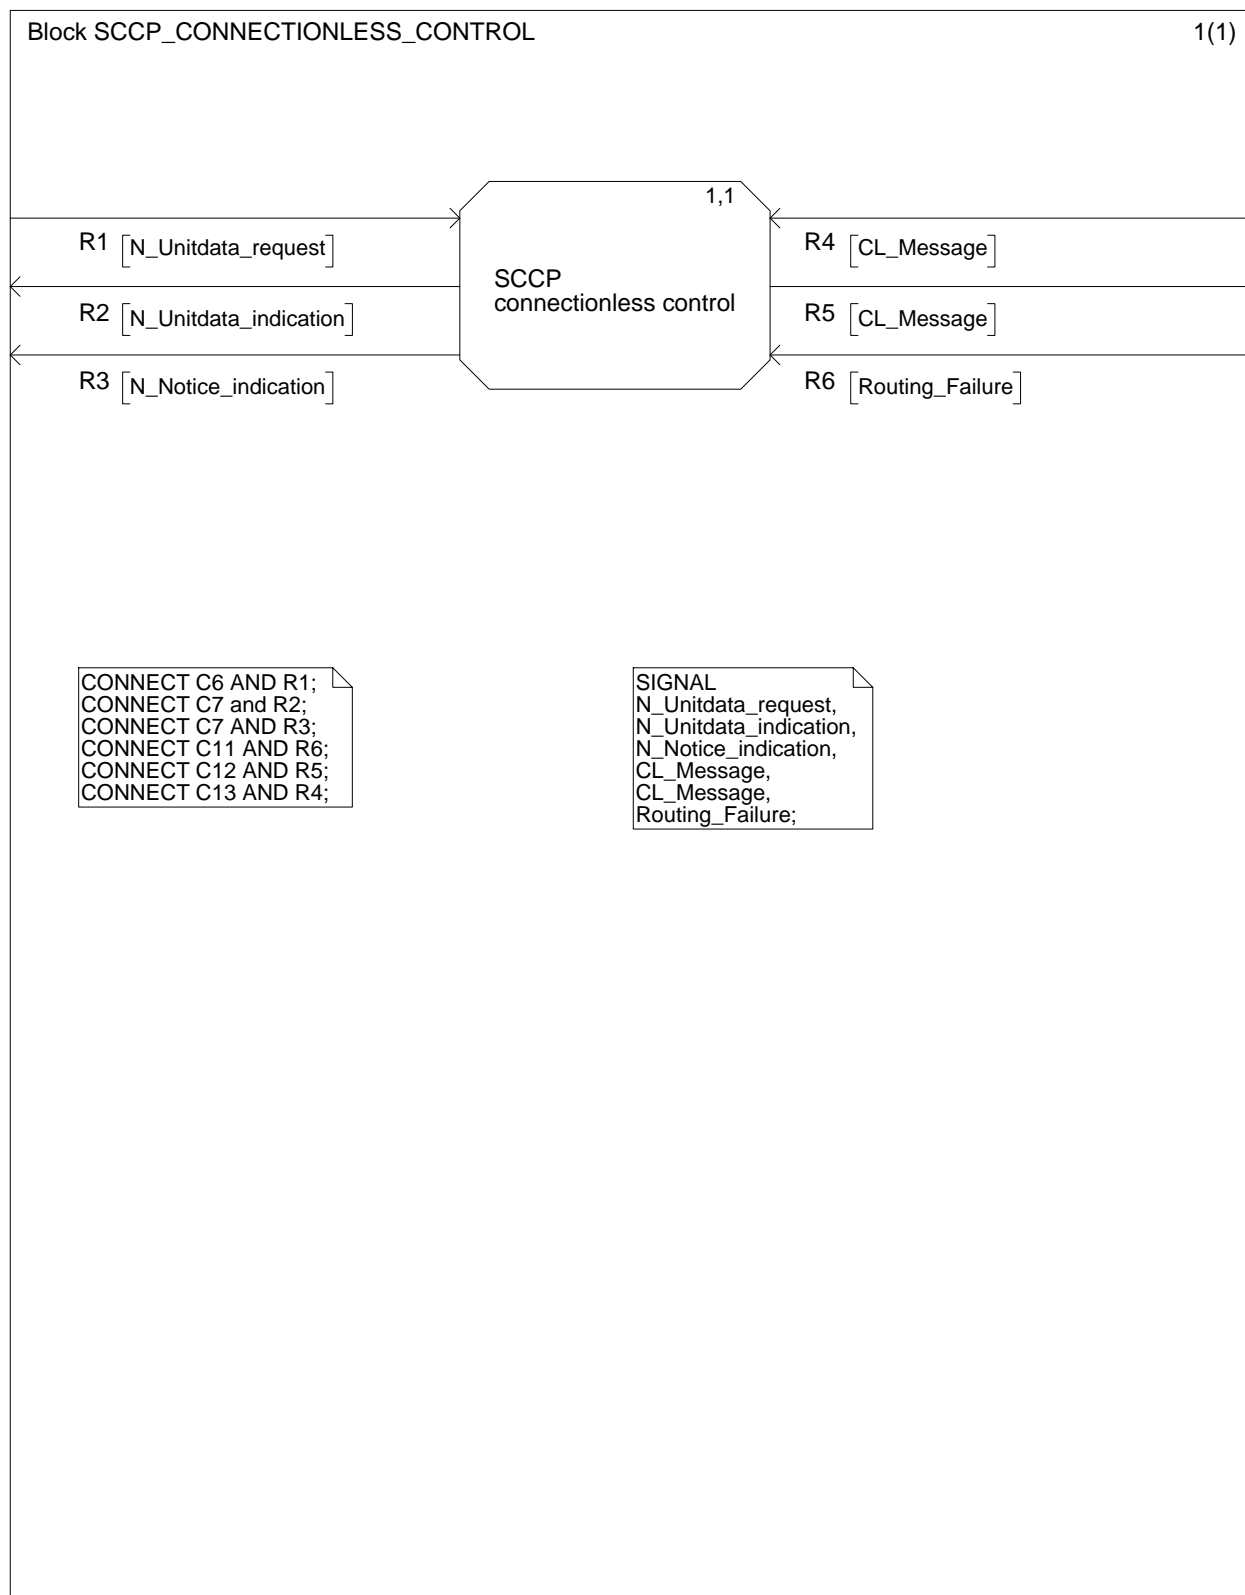 Block SCCP_CONNECTIONLESS_CONTROL 1(1)
1,1
R1 [N_Unitdata_request]
R4 [CL_Message]
SCCP
connectionless control
R2 [N_Unitdata_indication]
R5 [CL_Message]
R3 [N_Notice_indication]
R6 [Routing_Failure]
CONNECT C6 AND R1;
CONNECT C7 and R2;
CONNECT C7 AND R3;
CONNECT C11 AND R6;
CONNECT C12 AND R5;
CONNECT C13 AND R4;
SIGNAL
N_Unitdata_request,
N_Unitdata_indication,
N_Notice_indication,
CL_Message,
CL_Message,
Routing_Failure;